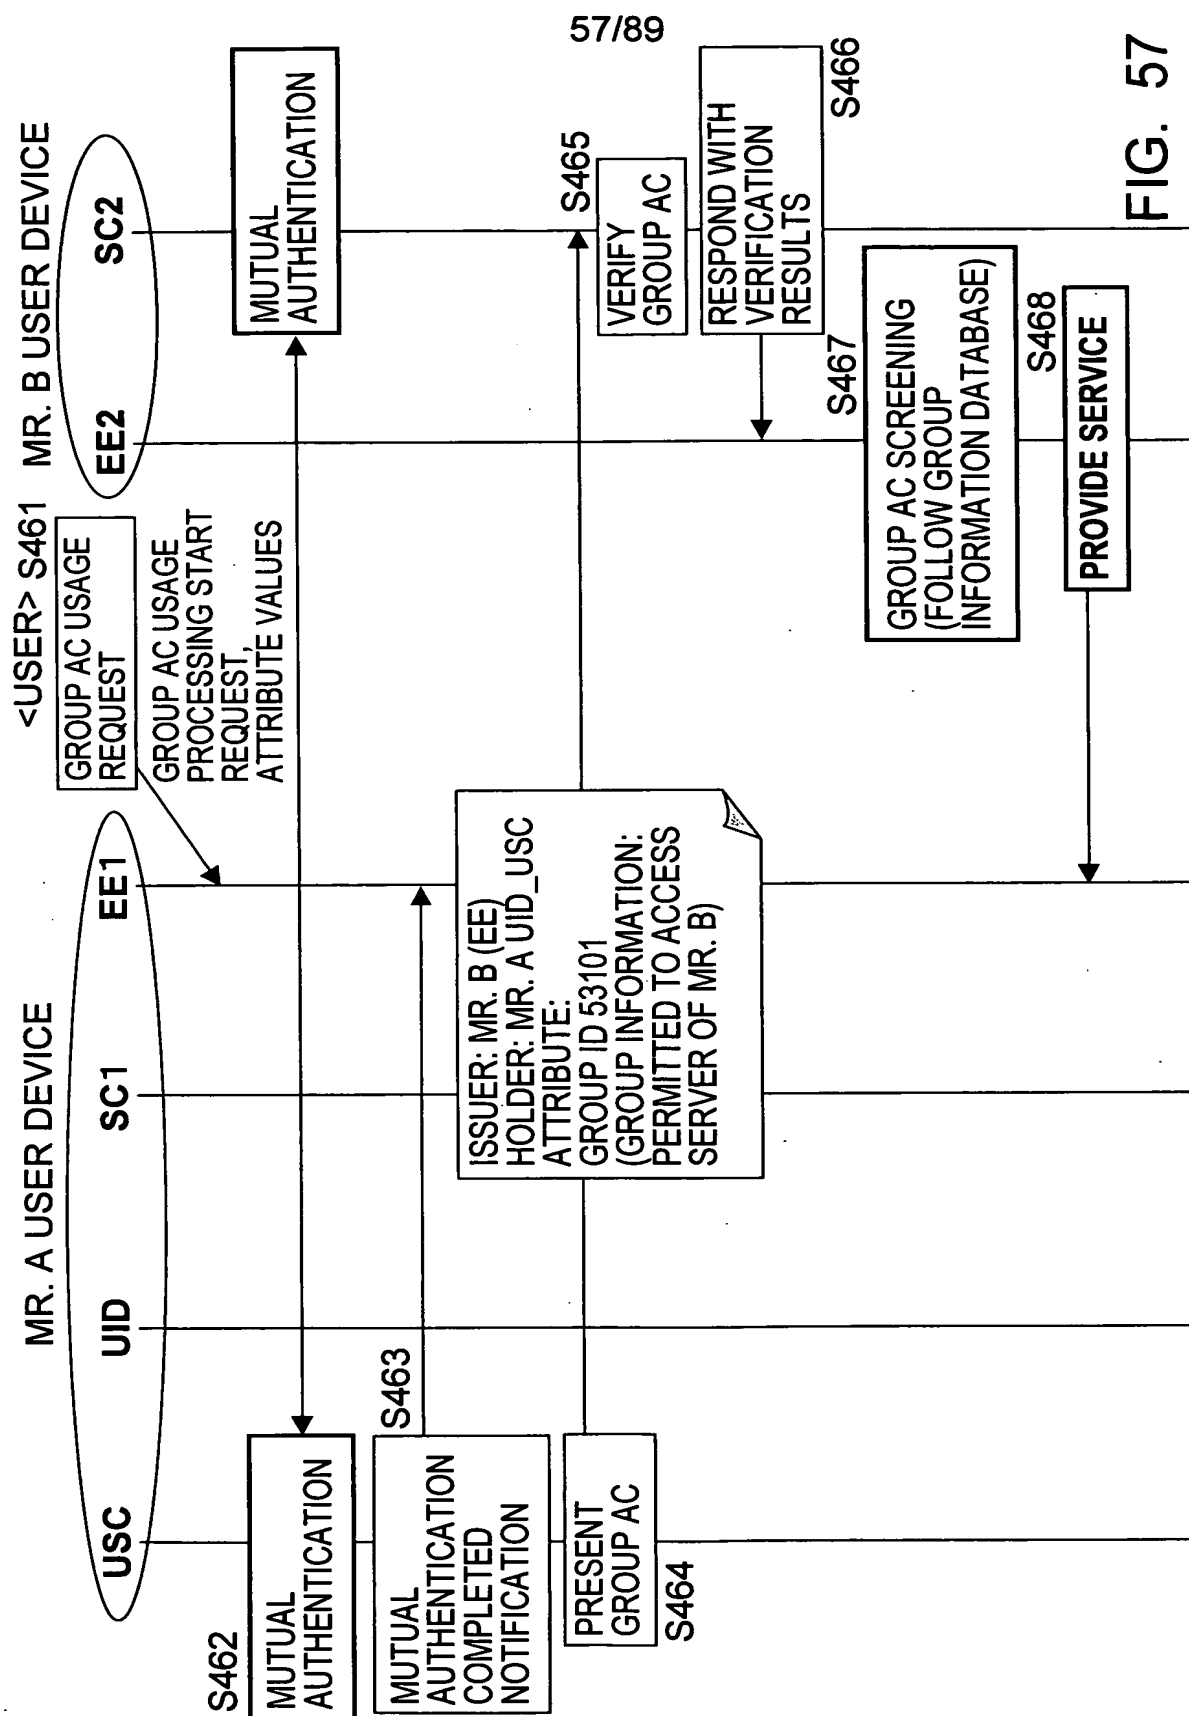 57/89
MR. A USER DEVICE
USC
UID
SC1
EE1
<USER> S461
MR. B USER DEVICE
EE2
SC2
GROUP AC USAGE
REQUEST
GROUP AC USAGE
PROCESSING START
REQUEST,
ATTRIBUTE VALUES
S462
MUTUAL
AUTHENTICATION
MUTUAL
AUTHENTICATION
S463
MUTUAL
AUTHENTICATION
COMPLETED
NOTIFICATION
PRESENT
GROUP AC
S464
ISSUER: MR. B (EE)
HOLDER: MR. A UID_USC
ATTRIBUTE:
GROUP ID 53101
(GROUP INFORMATION:
PERMITTED TO ACCESS
SERVER OF MR. B)
S465
VERIFY
GROUP AC
RESPOND WITH
VERIFICATION
RESULTS
S466
S467
GROUP AC SCREENING
(FOLLOW GROUP
INFORMATION DATABASE)
S468
PROVIDE SERVICE
FIG. 57